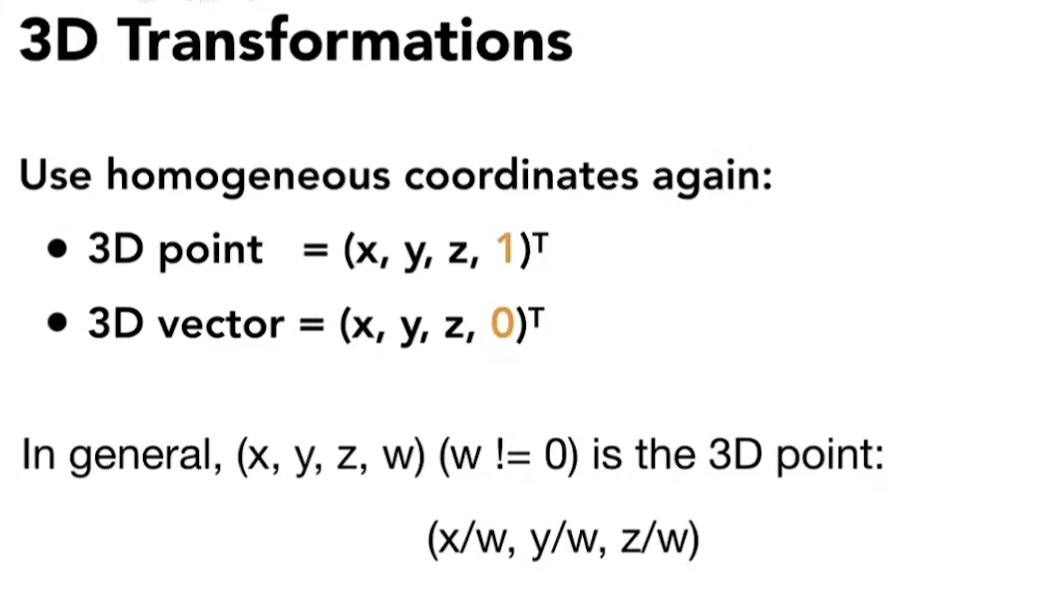 3D Transformations
Use homogeneous coordinates again:
• 3D point = (x, y, z, 1)ᵀ
• 3D vector = (x, y, z, 0)ᵀ
In general, (x, y, z, w) (w != 0) is the 3D point:
(x/w, y/w, z/w)